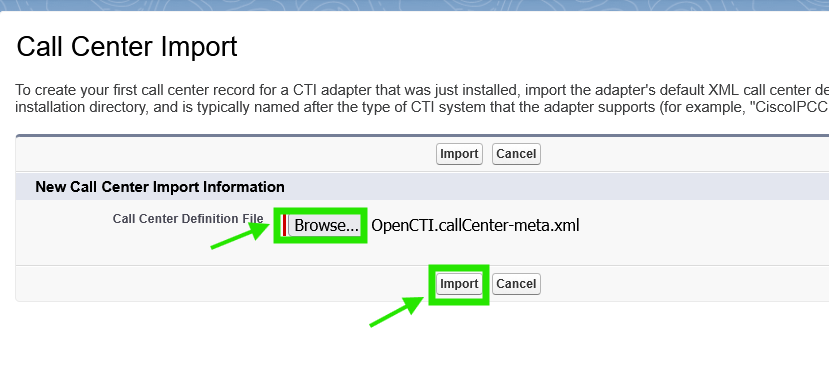 Call Center Import
To create your first call center record for a CTI adapter that was just installed, import the adapter's default XML call center de
installation directory, and is typically named after the type of CTI system that the adapter supports (for example, "CiscoIPCC
Import Cancel
New Call Center Import Information
Call Center Definition File Browse... OpenCTI.callCenter-meta.xml
Import Cancel